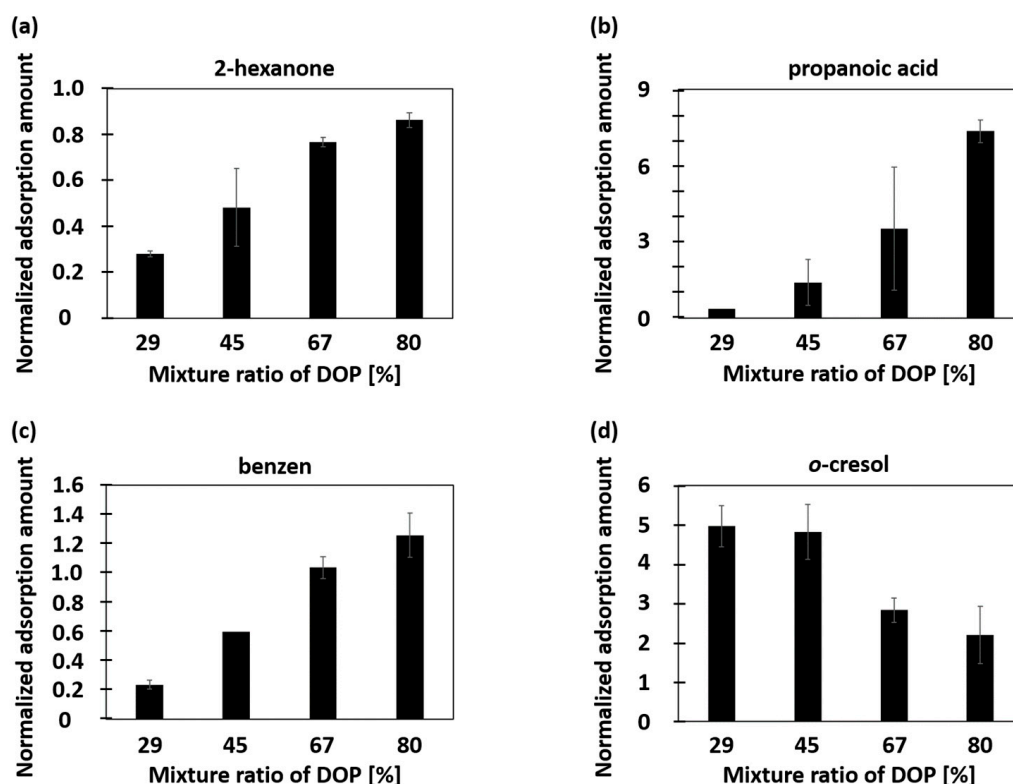 (a)
2-hexanone
Normalized adsorption amount
1.0
0.8
0.6
0.4
0.2
0
29 45 67 80
Mixture ratio of DOP [%]
(b)
propanoic acid
Normalized adsorption amount
9
6
3
0
29 45 67 80
Mixture ratio of DOP [%]
(c)
benzen
Normalized adsorption amount
1.6
1.4
1.2
1.0
0.8
0.6
0.4
0.2
0
29 45 67 80
Mixture ratio of DOP [%]
(d)
o-cresol
Normalized adsorption amount
6
5
4
3
2
1
0
29 45 67 80
Mixture ratio of DOP [%]